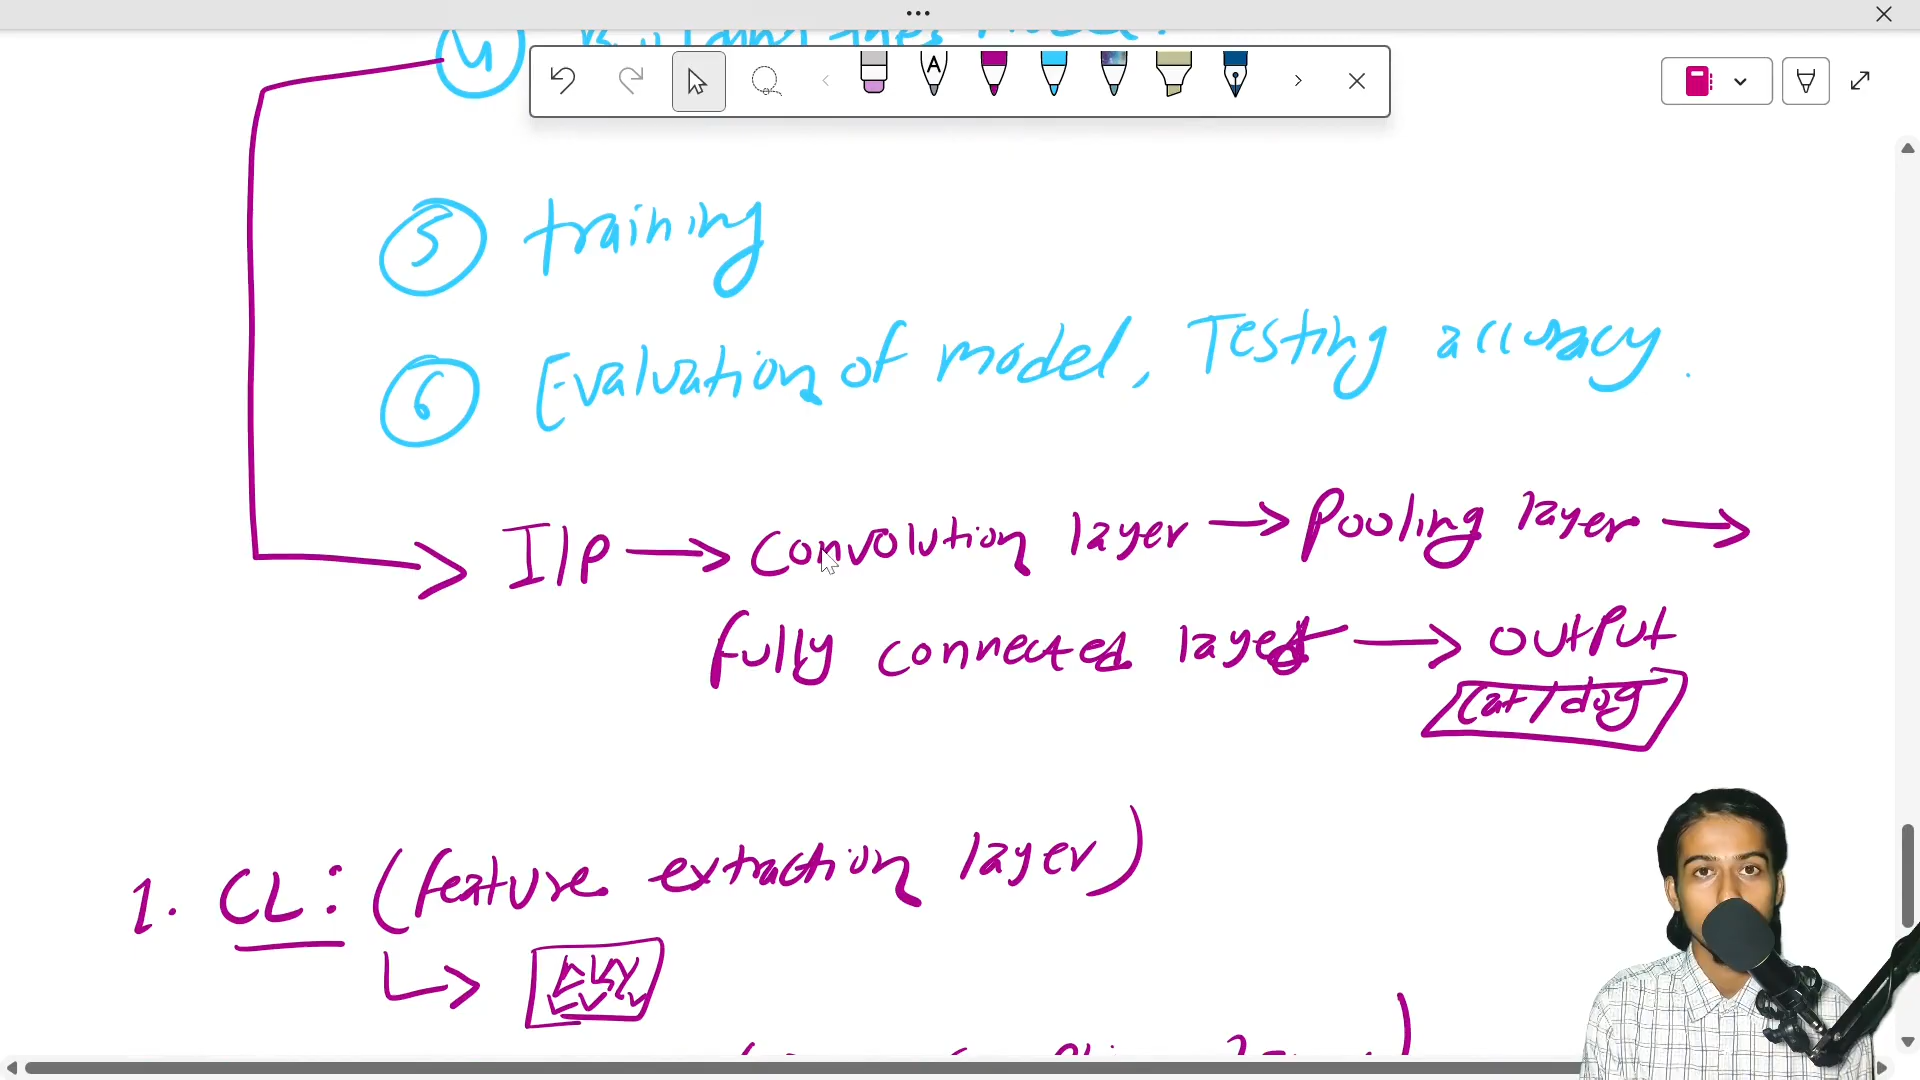 4
5 training
6 Evaluation of model, Testing accuracy.
I/P → Convolution layer → Pooling layer →
fully connected layer → output
Cat/dog
1. CL: (feature extraction layer)